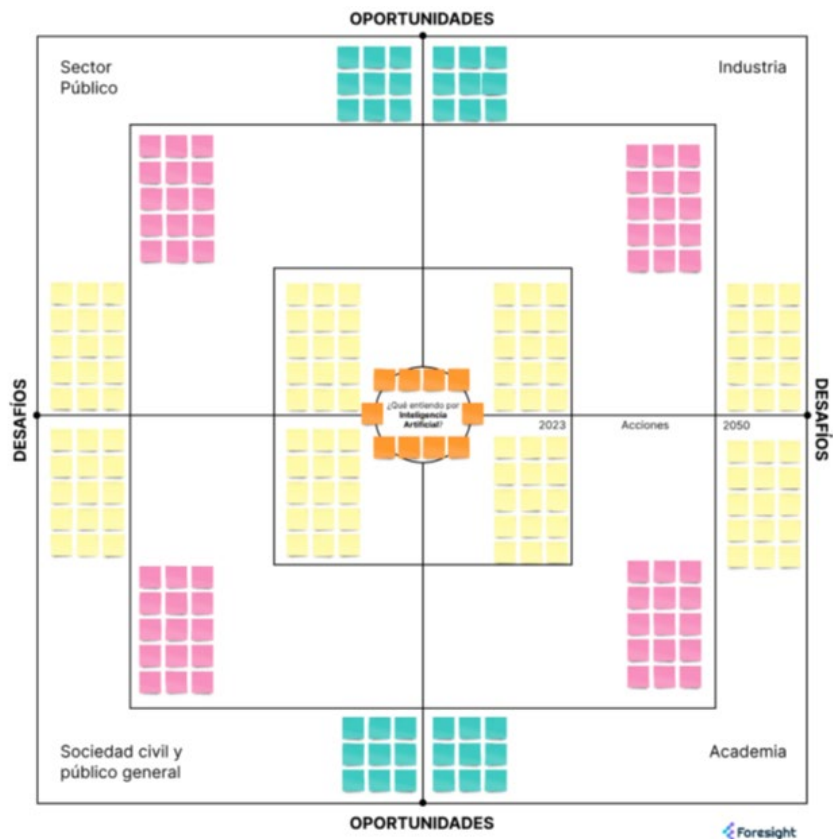 OPORTUNIDADES
Sector
Público
Industria
DESAFÍOS
¿Qué entiendo por
Inteligencia
Artificial?
2023
Acciones
2050
DESAFÍOS
Sociedad civil y
público general
Academia
OPORTUNIDADES
Foresight